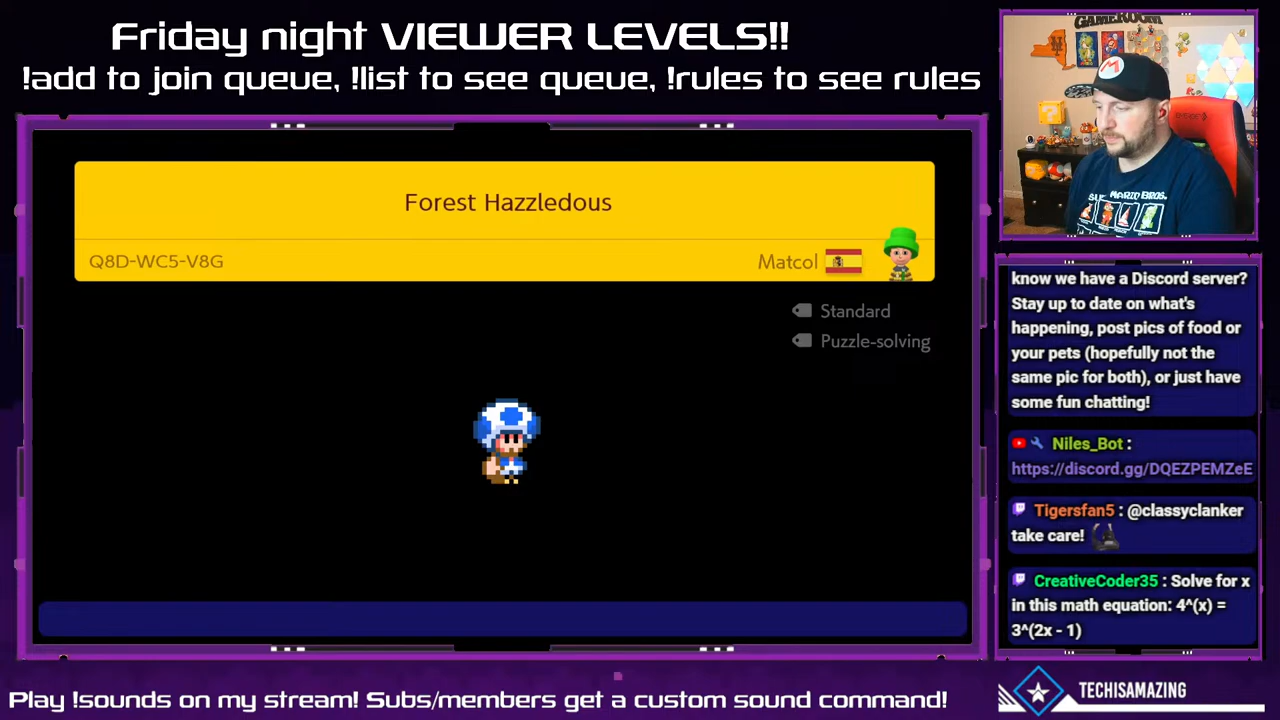 Friday night VIEWER LEVELS!!
!add to join queue, !list to see queue, !rules to see rules
Forest Hazzledous
Q8D-WC5-V8G
Matcol
Standard
Puzzle-solving
GAMEROOM
SUPER MARIO BROS.
know we have a Discord server?
Stay up to date on what's
happening, post pics of food or
your pets (hopefully not the
same pic for both), or just have
some fun chatting!
Niles_Bot :
https://discord.gg/DQEZPEMZeE
Tigersfan5 : @classyclanker
take care!
CreativeCoder35 : Solve for x
in this math equation: 4^(x) =
3^(2x - 1)
Play !sounds on my stream! Subs/members get a custom sound command!
TECHISAMAZING